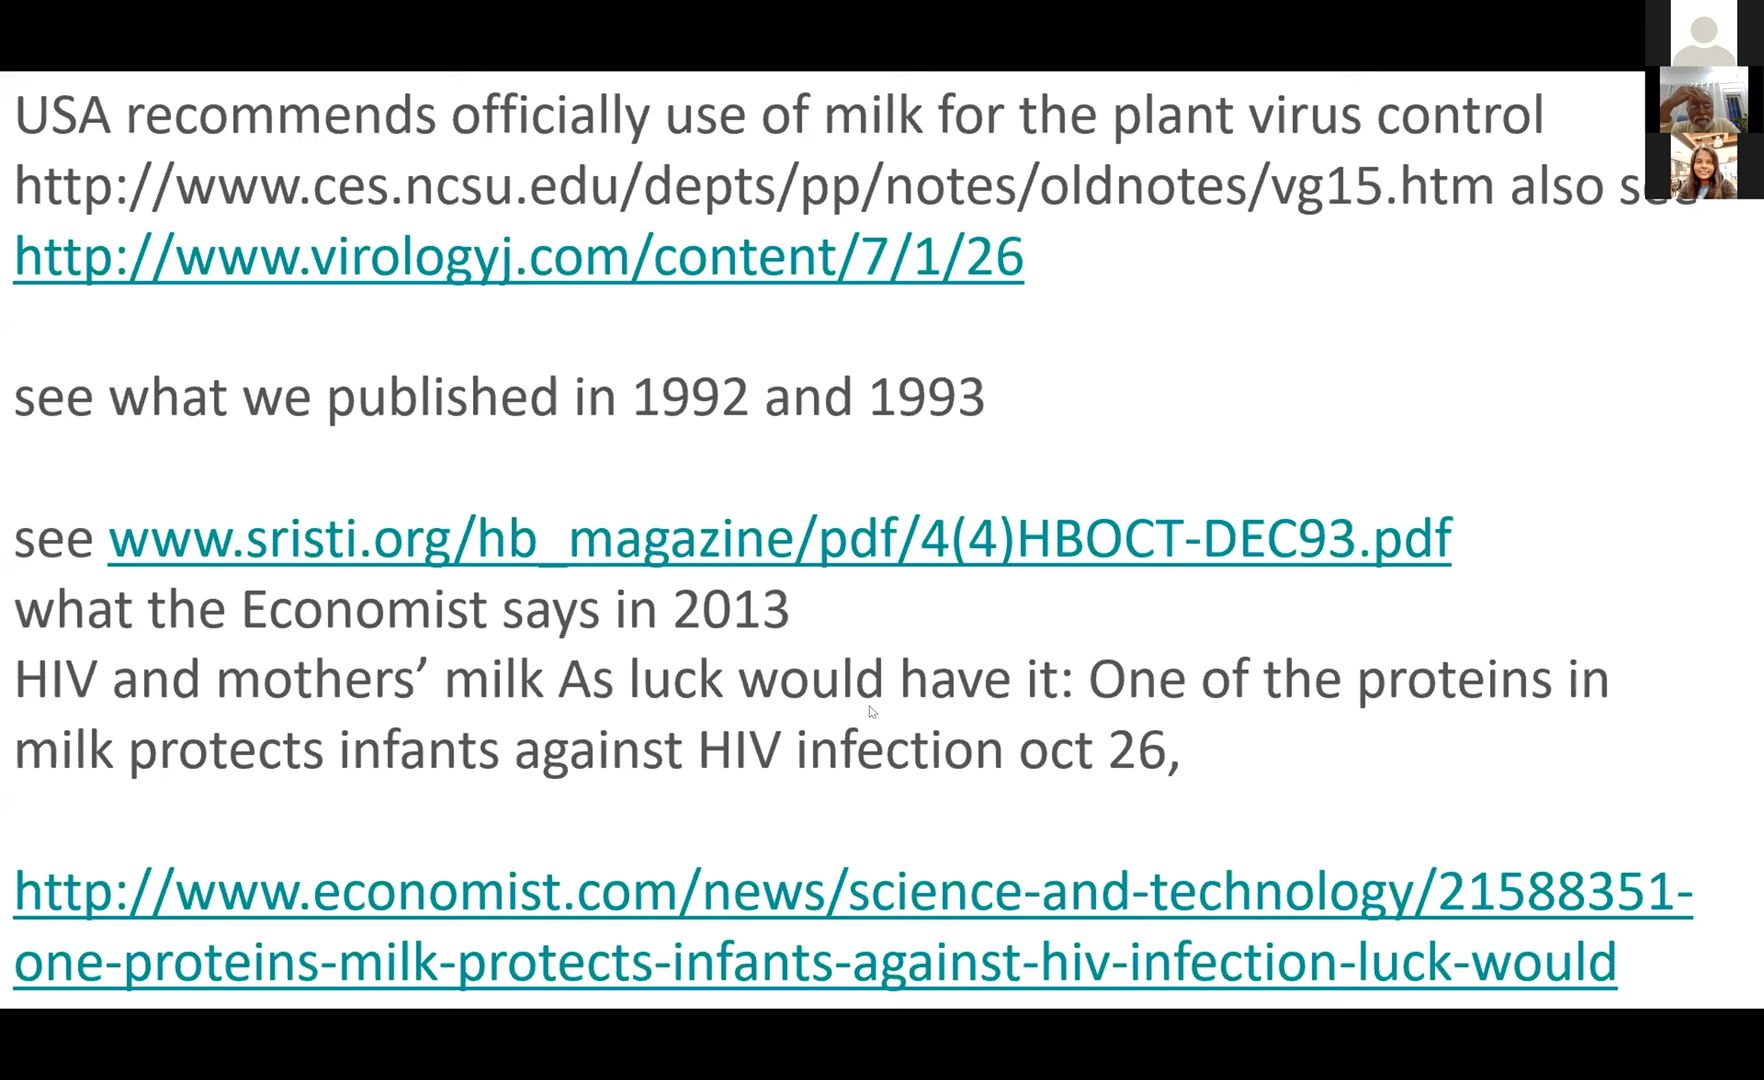 USA recommends officially use of milk for the plant virus control
http://www.ces.ncsu.edu/depts/pp/notes/oldnotes/vg15.htm also
http://www.virologyj.com/content/7/1/26
see what we published in 1992 and 1993
see www.sristi.org/hb_magazine/pdf/4(4)HBOCT-DEC93.pdf
what the Economist says in 2013
HIV and mothers’ milk As luck would have it: One of the proteins in
milk protects infants against HIV infection oct 26,
http://www.economist.com/news/science-and-technology/21588351-
one-proteins-milk-protects-infants-against-hiv-infection-luck-would